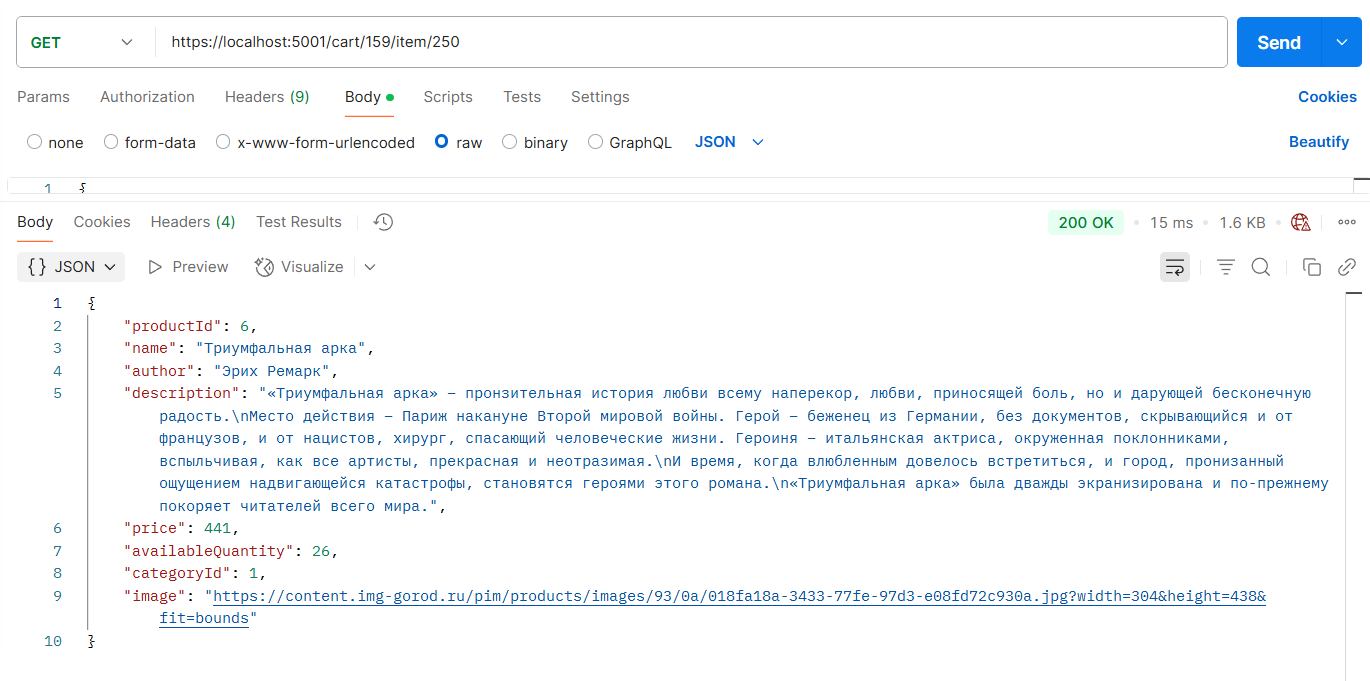 GET https://localhost:5001/cart/159/item/250 Send
Params Authorization Headers (9) Body Scripts Tests Settings Cookies
none form-data x-www-form-urlencoded raw binary GraphQL JSON Beautify
1 {
Body Cookies Headers (4) Test Results 200 OK 15 ms 1.6 KB
{} JSON Preview Visualize
1 {
2 "productId": 6,
3 "name": "Триумфальная арка",
4 "author": "Эрих Ремарк",
5 "description": "«Триумфальная арка» – пронзительная история любви всему наперекор, любви, приносящей боль, но и дарующей бесконечную
радость.\nМесто действия – Париж накануне Второй мировой войны. Герой – беженец из Германии, без документов, скрывающийся и от
французов, и от нацистов, хирург, спасающий человеческие жизни. Героиня – итальянская актриса, окруженная поклонниками,
вспыльчивая, как все артисты, прекрасная и неотразимая.\nИ время, когда влюбленным довелось встретиться, и город, пронизанный
ощущением надвигающейся катастрофы, становятся героями этого романа.\n«Триумфальная арка» была дважды экранизирована и по-прежнему
покоряет читателей всего мира.",
6 "price": 441,
7 "availableQuantity": 26,
8 "categoryId": 1,
9 "image": "https://content.img-gorod.ru/pim/products/images/93/0a/018fa18a-3433-77fe-97d3-e08fd72c930a.jpg?width=304&height=438&
fit=bounds"
10 }